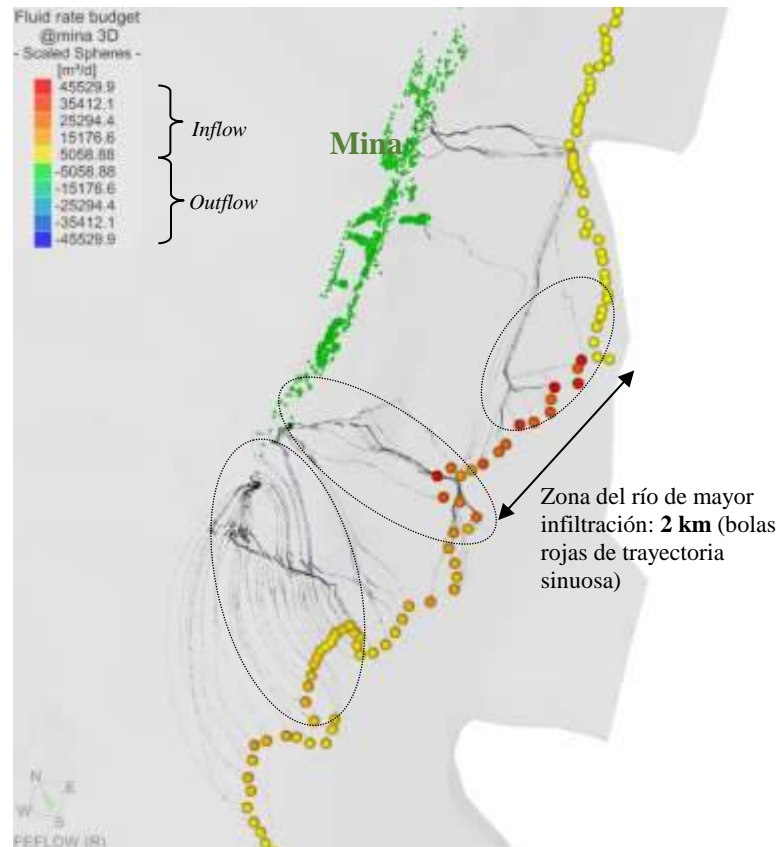 Fluid rate budget
@mina 3D
- Scaled Spheres -
[m³/d]
45529.9
35412.1
25294.4
15176.6
5058.88
-5058.88
-15176.6
-25294.4
-35412.1
-45529.9
Inflow
Outflow
Mina
Zona del río de mayor
infiltración: 2 km (bolas
rojas de trayectoria
sinuosa)
N
E
W
S
FEFLOW (R)